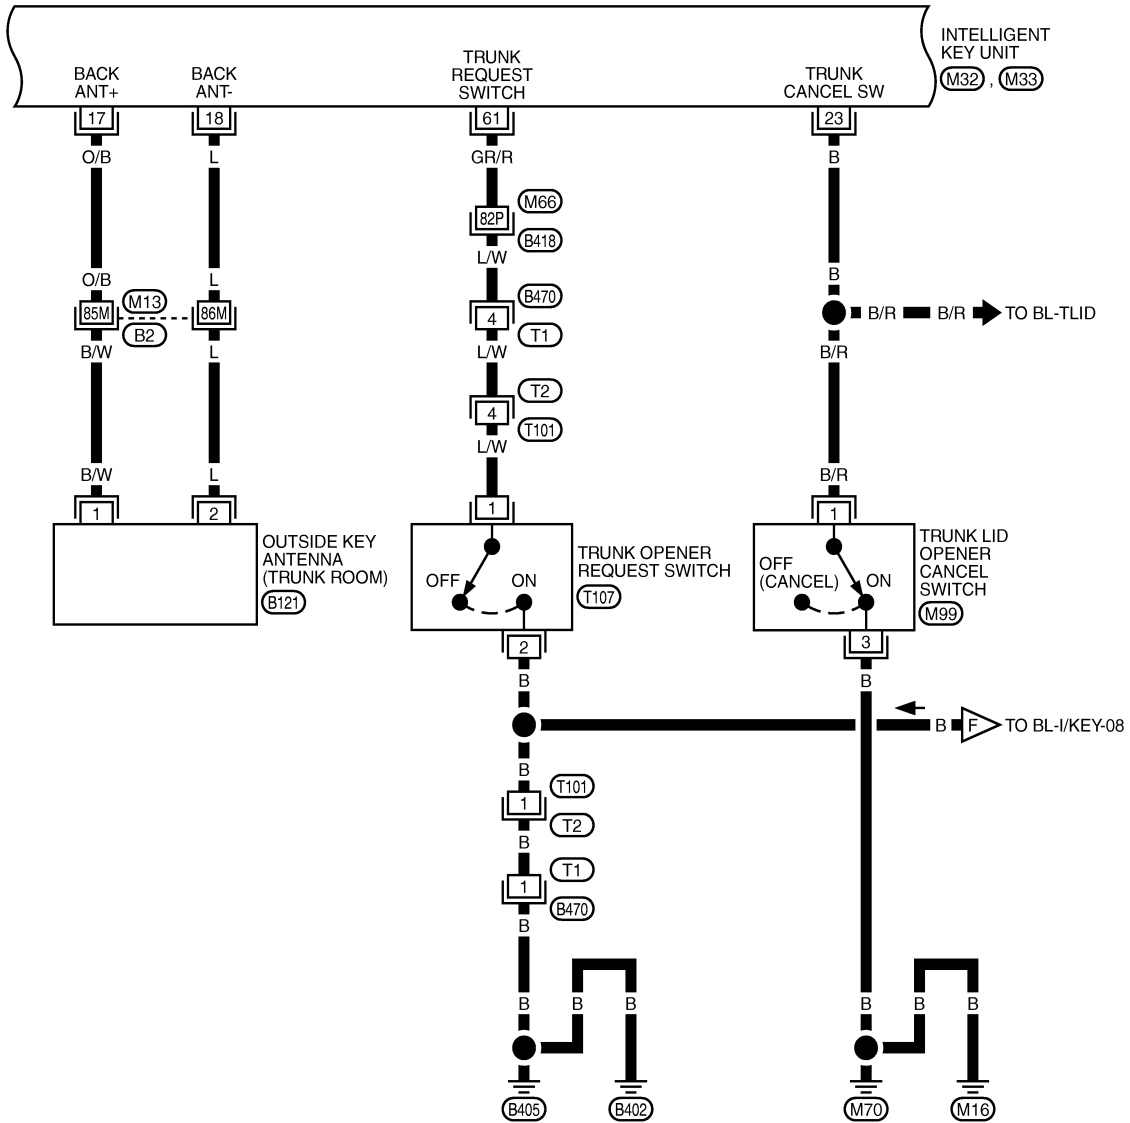 INTELLIGENT
KEY UNIT
M32 , M33
BACK
ANT+
BACK
ANT-
TRUNK
REQUEST
SWITCH
TRUNK
CANCEL SW
17
18
61
23
O/B
L
GR/R
B
82P
M66
B418
L/W
O/B
L
B
85M
M13
B2
86M
B470
4
T1
B/R
B/R
TO BL-TLID
B/W
L
L/W
B/R
T2
4
T101
B/W
L
L/W
B/R
1
2
1
1
OUTSIDE KEY
ANTENNA
(TRUNK ROOM)
B121
OFF
ON
TRUNK OPENER
REQUEST SWITCH
T107
OFF
(CANCEL)
ON
TRUNK LID
OPENER
CANCEL
SWITCH
M99
2
3
B
B
B
F
TO BL-I/KEY-08
B
T101
1
T2
B
T1
1
B470
B
B
B
B
B
B
B
B405
B402
M70
M16